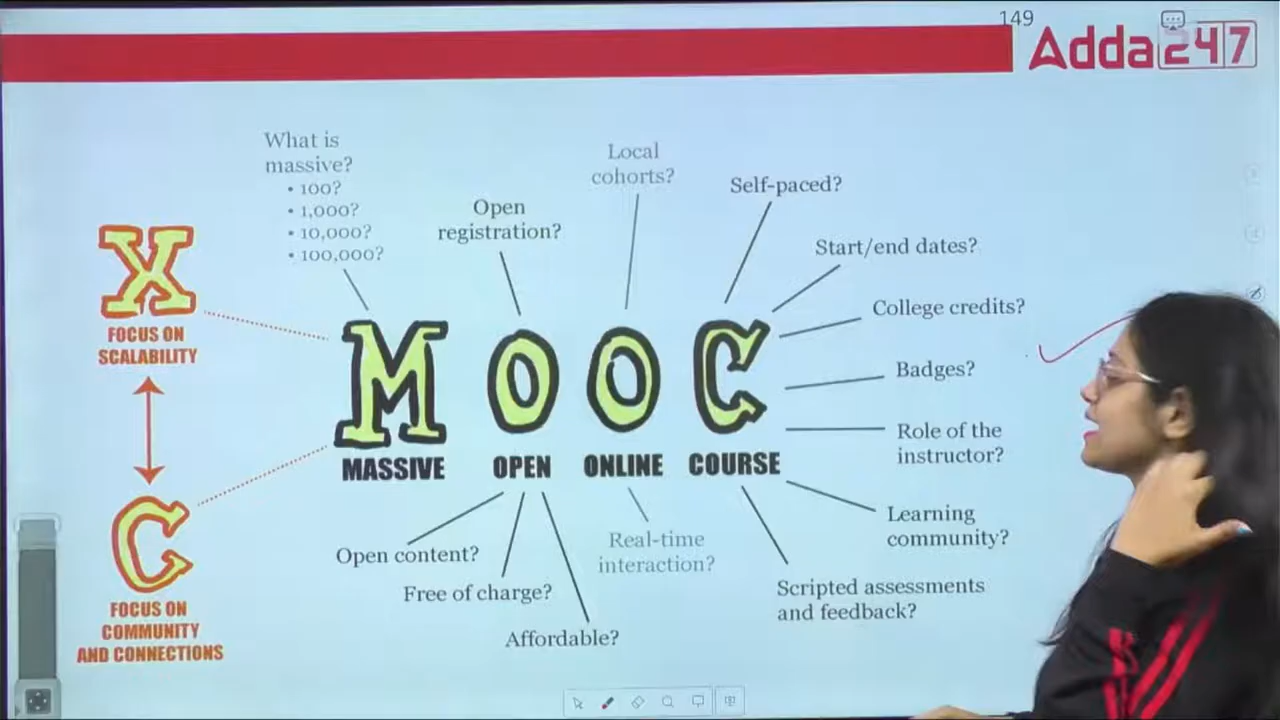 149
Adda247
What is
massive?
• 100?
• 1,000?
• 10,000?
• 100,000?
Open
registration?
Local
cohorts?
Self-paced?
Start/end dates?
College credits?
Badges?
Role of the
instructor?
Learning
community?
Scripted assessments
and feedback?
X
FOCUS ON
SCALABILITY
C
FOCUS ON
COMMUNITY
AND CONNECTIONS
MOOC
MASSIVE OPEN ONLINE COURSE
Open content?
Free of charge?
Affordable?
Real-time
interaction?